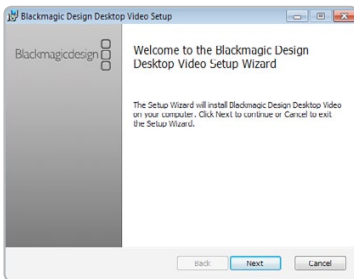 Blackmagic Design Desktop Video Setup
Blackmagicdesign
Welcome to the Blackmagic Design
Desktop Video Setup Wizard
The Setup Wizard will install Blackmagic Design Desktop Video
on your computer. Click Next to continue or Cancel to exit
the Setup Wizard.
Back
Next
Cancel